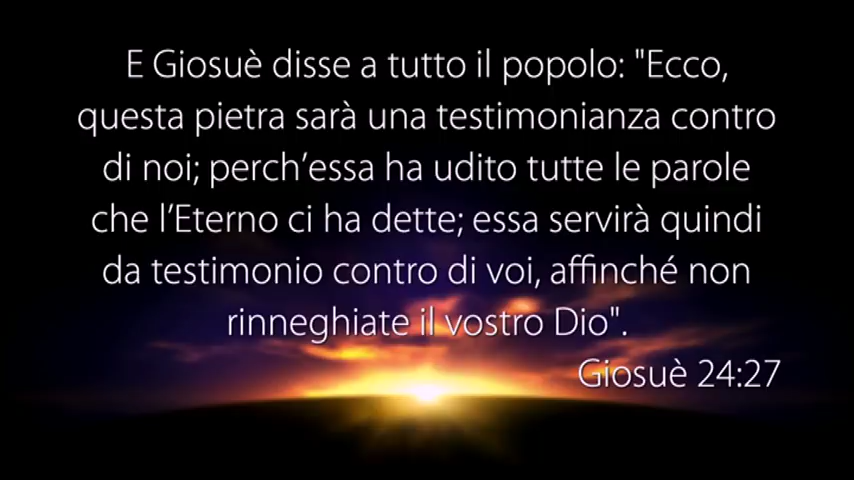 E Giosuè disse a tutto il popolo: "Ecco,
questa pietra sarà una testimonianza contro
di noi; perch’essa ha udito tutte le parole
che l’Eterno ci ha dette; essa servirà quindi
da testimonio contro di voi, affinché non
rinneghiate il vostro Dio".
Giosuè 24:27